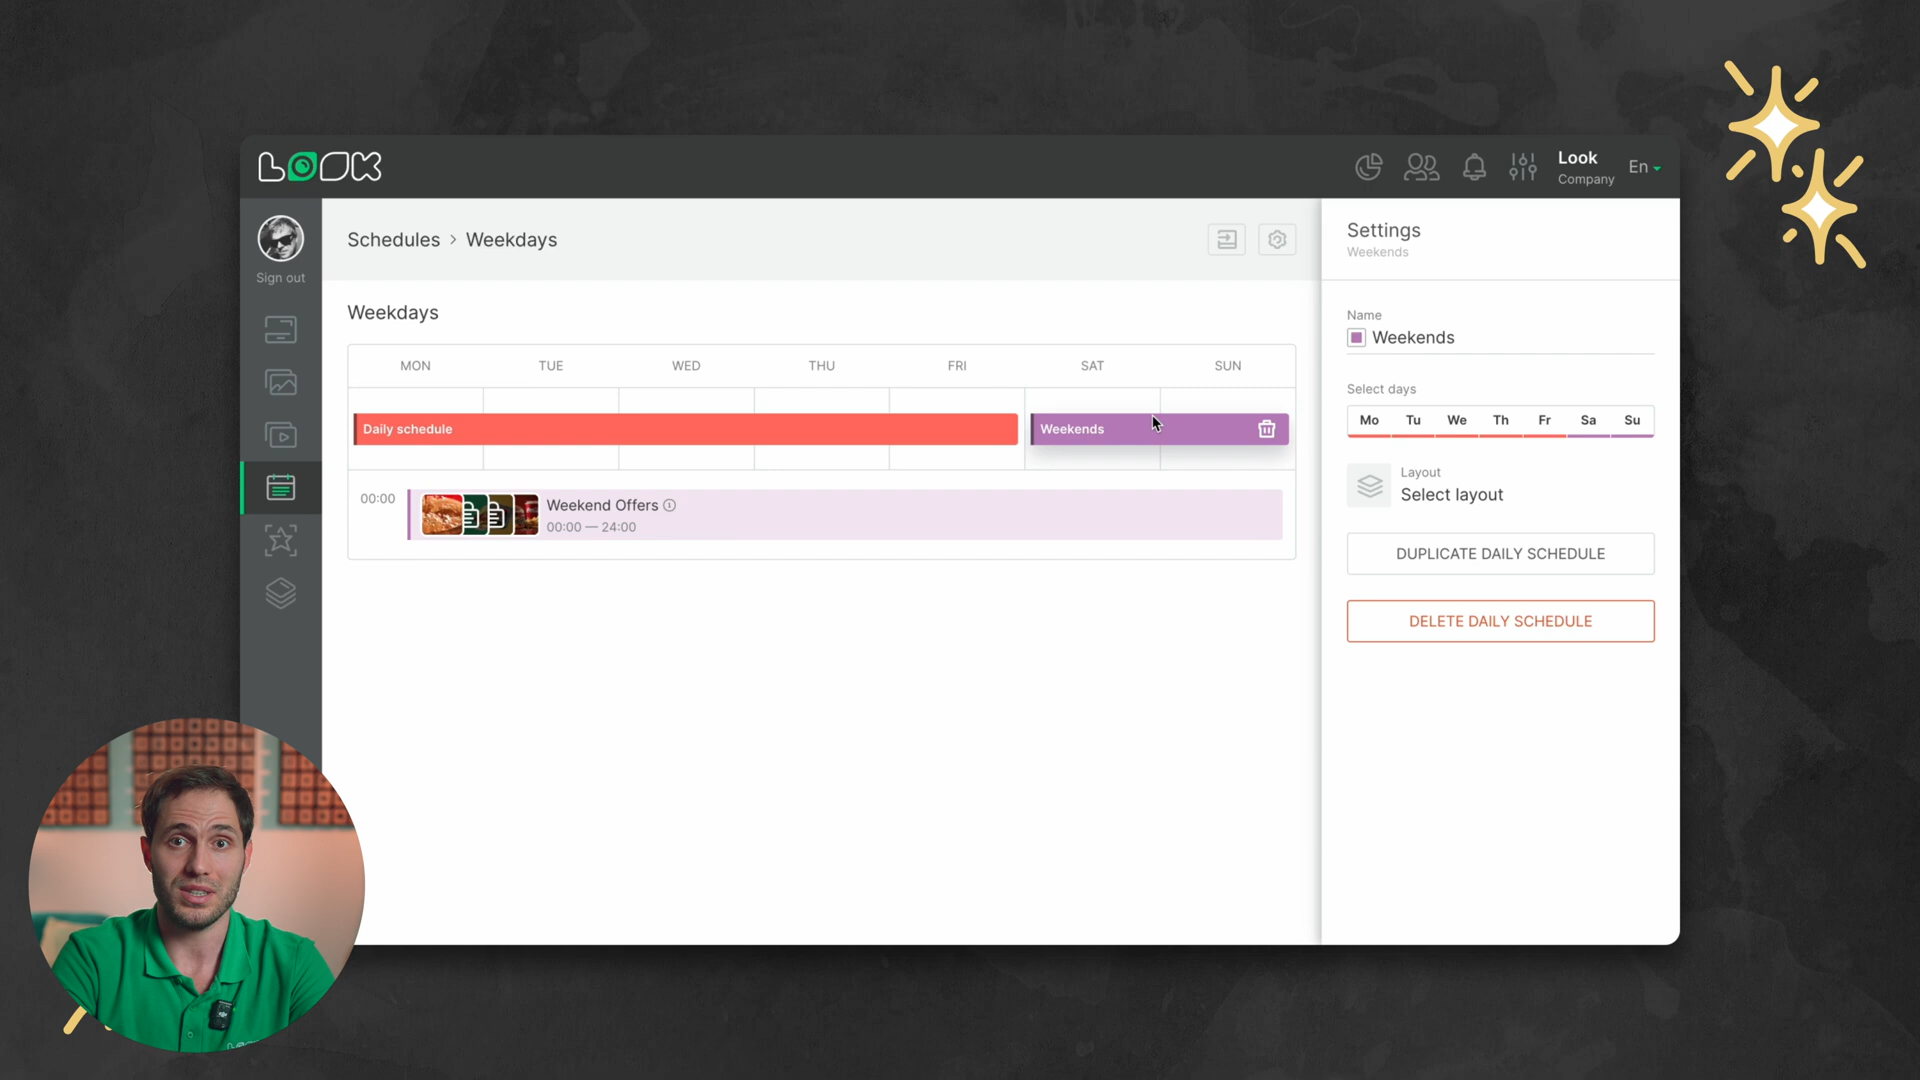 LOOK
Look
Company
En
Sign out
Schedules > Weekdays
Weekdays
MON TUE WED THU FRI SAT SUN
Daily schedule
Weekends
00:00
Weekend Offers
00:00 — 24:00
Settings
Weekends
Name
Weekends
Select days
Mo Tu We Th Fr Sa Su
Layout
Select layout
DUPLICATE DAILY SCHEDULE
DELETE DAILY SCHEDULE